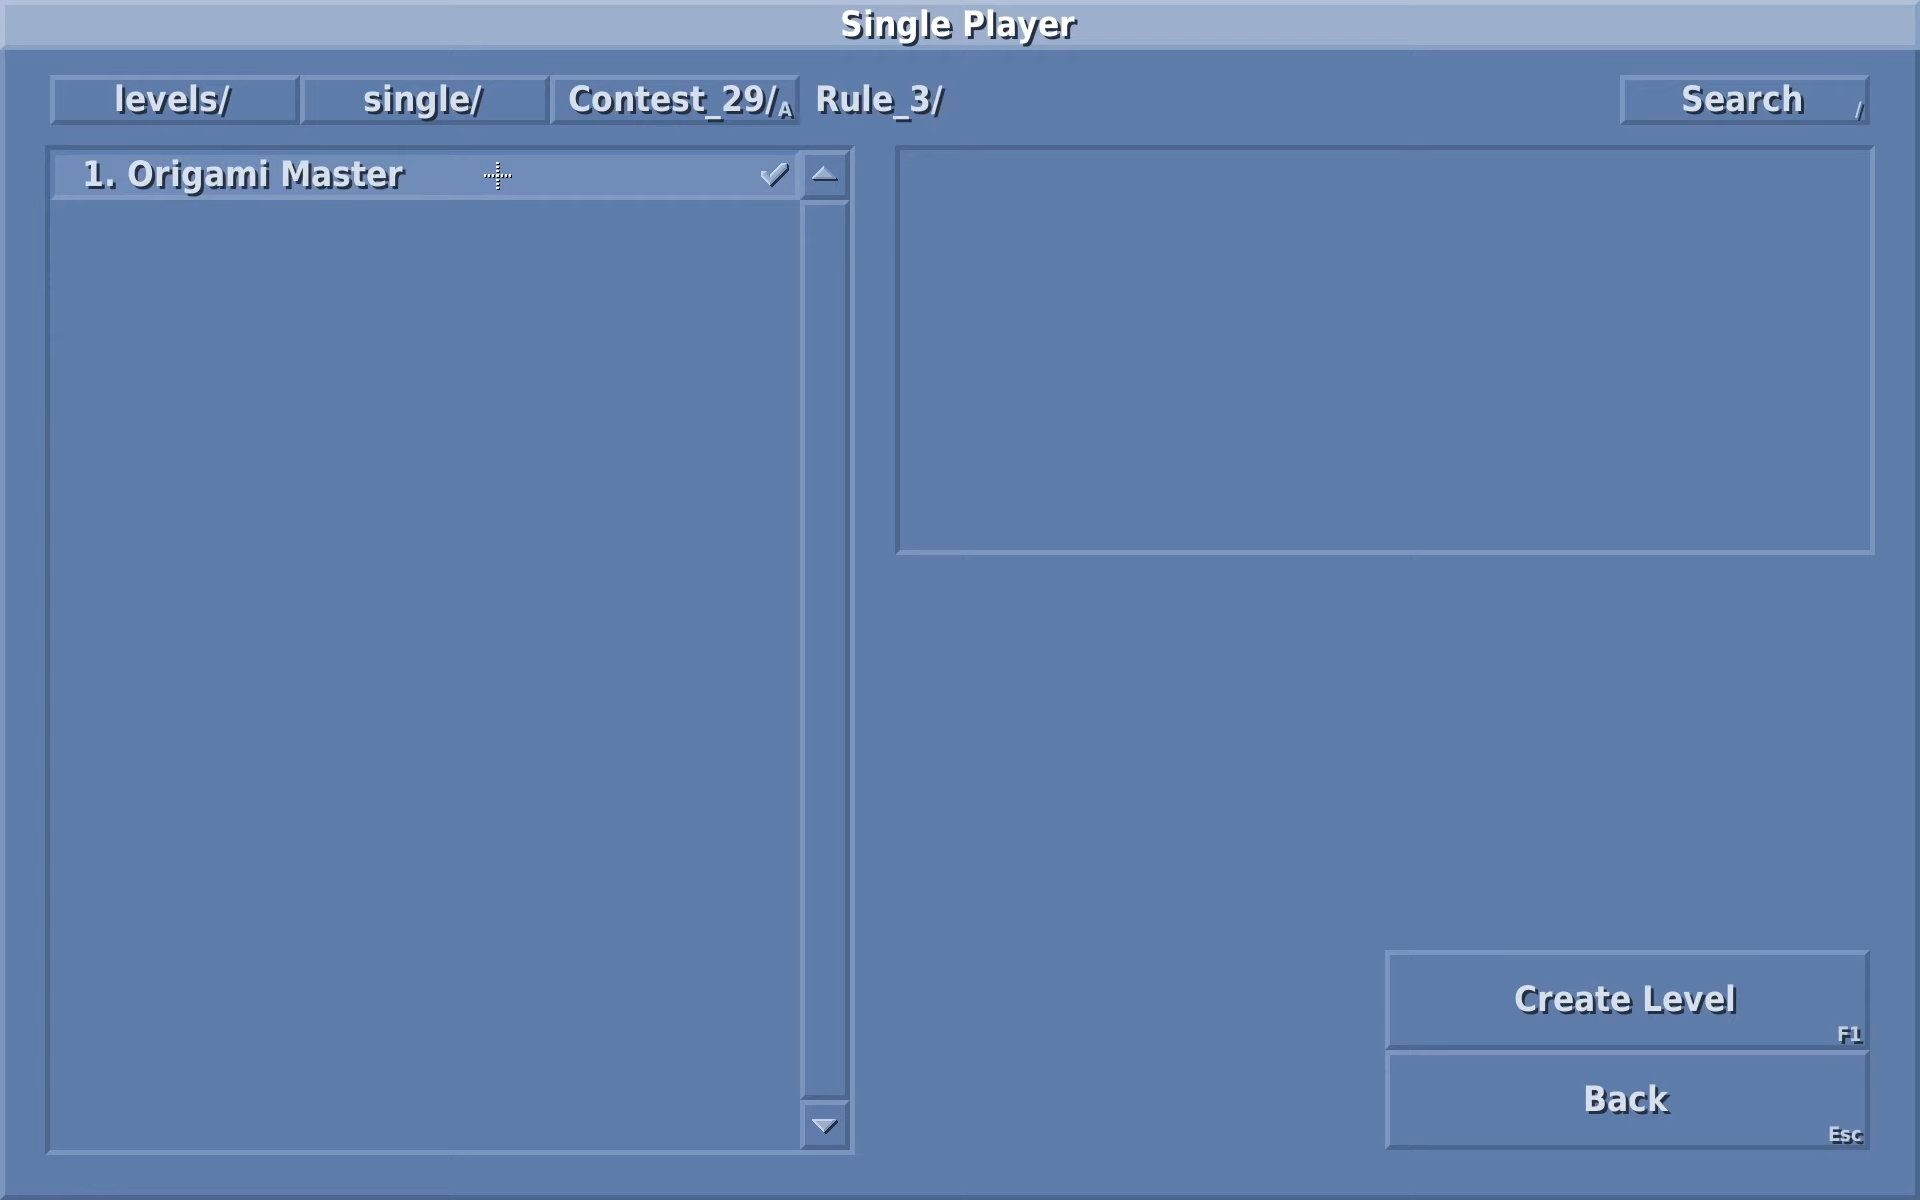 Single Player
levels/ single/ Contest_29/ A Rule_3/ Search /
1. Origami Master
Create Level
F1
Back
Esc